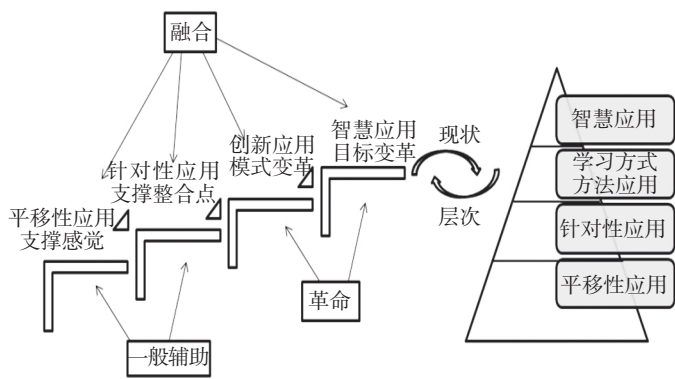 融合
平移性应用
支撑感觉
针对性应用
支撑整合点
创新应用
模式变革
智慧应用
目标变革
一般辅助
革命
现状
层次
智慧应用
学习方式
方法应用
针对性应用
平移性应用